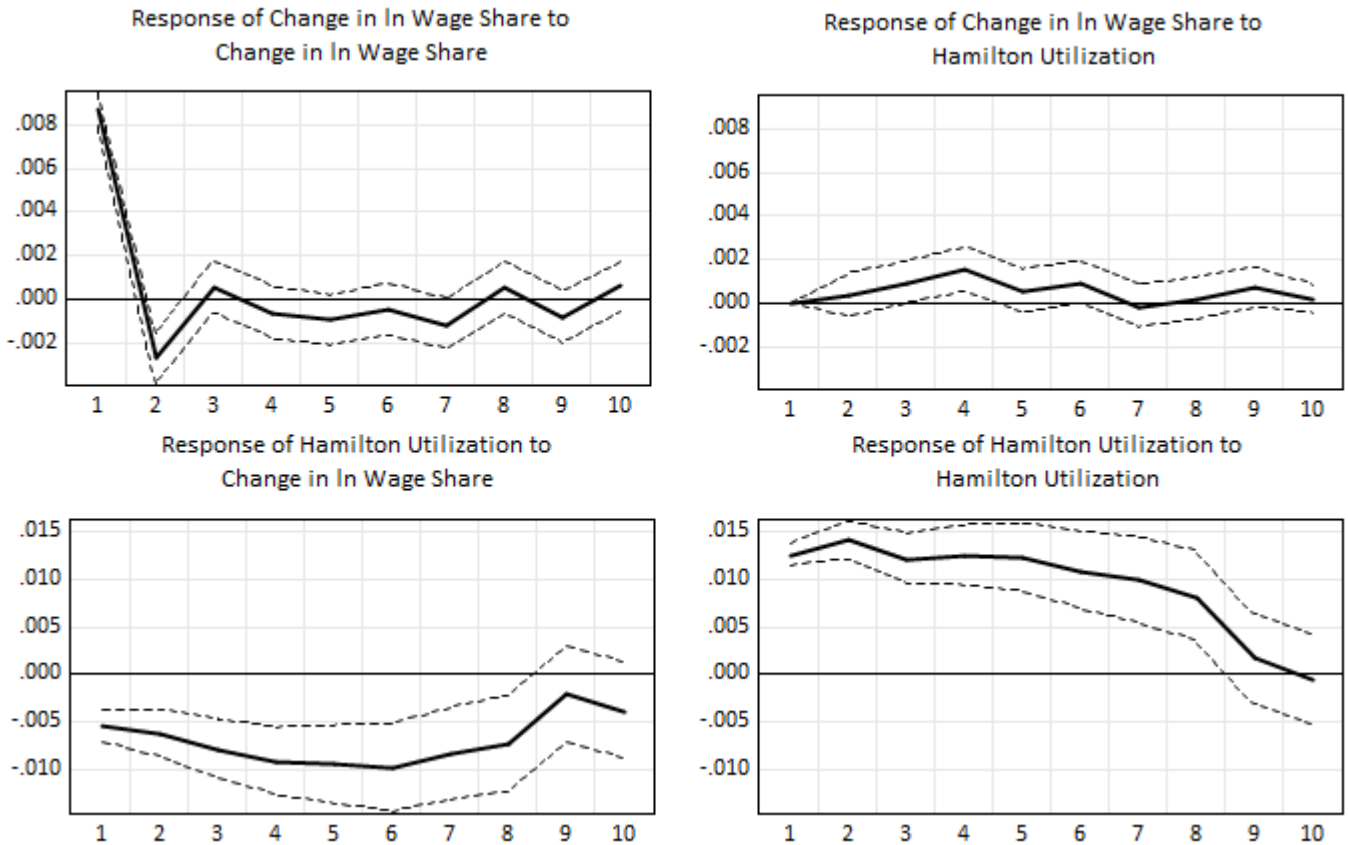 Response of Change in ln Wage Share to
Change in ln Wage Share
.008
.006
.004
.002
.000
-.002
1 2 3 4 5 6 7 8 9 10
Response of Change in ln Wage Share to
Hamilton Utilization
.008
.006
.004
.002
.000
-.002
1 2 3 4 5 6 7 8 9 10
Response of Hamilton Utilization to
Change in ln Wage Share
.015
.010
.005
.000
-.005
-.010
1 2 3 4 5 6 7 8 9 10
Response of Hamilton Utilization to
Hamilton Utilization
.015
.010
.005
.000
-.005
-.010
1 2 3 4 5 6 7 8 9 10